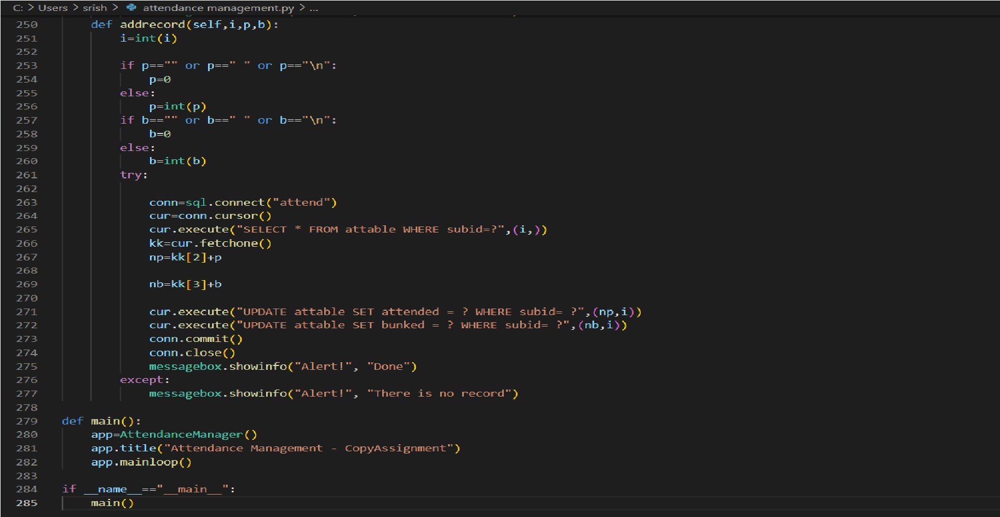 C: > Users > srish > attendance management.py > ...
250 def addrecord(self,i,p,b):
251 i=int(i)
252
253 if p=="" or p==" " or p=="\n":
254 p=0
255 else:
256 p=int(p)
257 if b=="" or b==" " or b=="\n":
258 b=0
259 else:
260 b=int(b)
261 try:
262
263 conn=sql.connect("attend")
264 cur=conn.cursor()
265 cur.execute("SELECT * FROM attable WHERE subid=?",(i,))
266 kk=cur.fetchone()
267 np=kk[2]+p
268
269 nb=kk[3]+b
270
271 cur.execute("UPDATE attable SET attended = ? WHERE subid= ?",(np,i))
272 cur.execute("UPDATE attable SET bunked = ? WHERE subid= ?",(nb,i))
273 conn.commit()
274 conn.close()
275 messagebox.showinfo("Alert!", "Done")
276 except:
277 messagebox.showinfo("Alert!", "There is no record")
278
279 def main():
280 app=AttendanceManager()
281 app.title("Attendance Management - CopyAssignment")
282 app.mainloop()
283
284 if __name__=="__main__":
285 main()